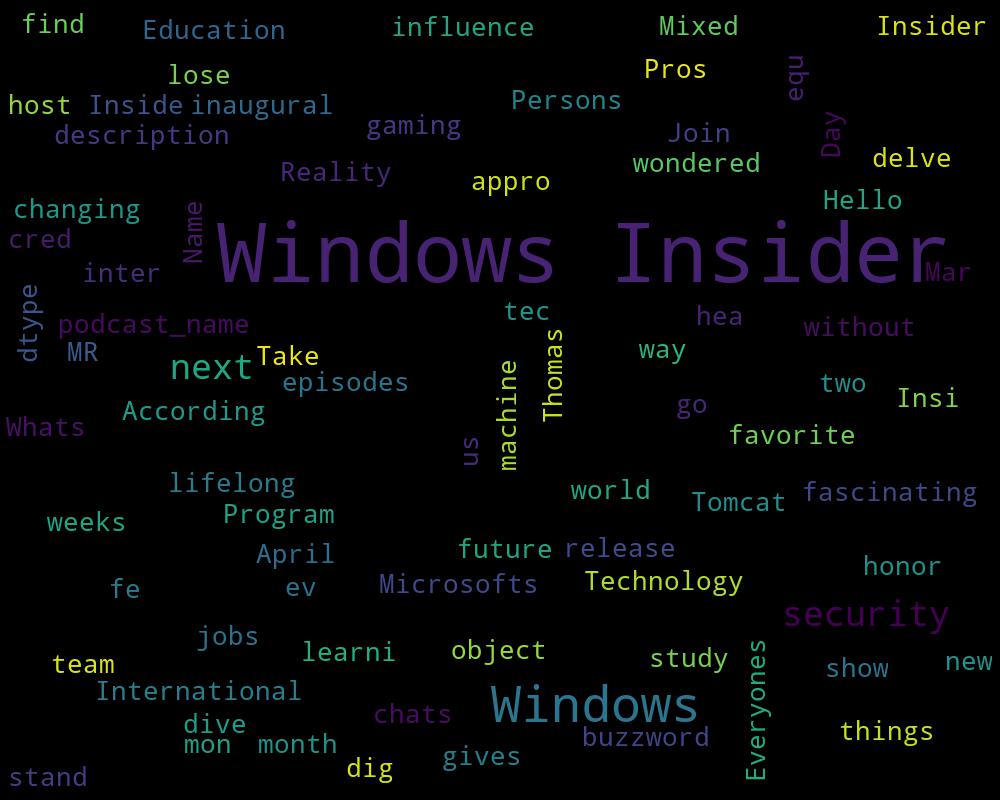 find Education influence Mixed Insider
lose Pros equ
host Inside inaugural Persons
description gaming Join Day
Reality appro wondered delve
changing Name Hello
cred Windows Insider
inter Mar
dtype podcast_name tec hea without
MR next Take Thomas way
episodes machine two Insi
According go
Whats us favorite
lifelong world Tomcat fascinating
weeks Program
April future release honor
fe ev Microsofts Technology
jobs security
team learni object study Everyones show new
International Windows
dive chats things
mon month buzzword
stand dig gives